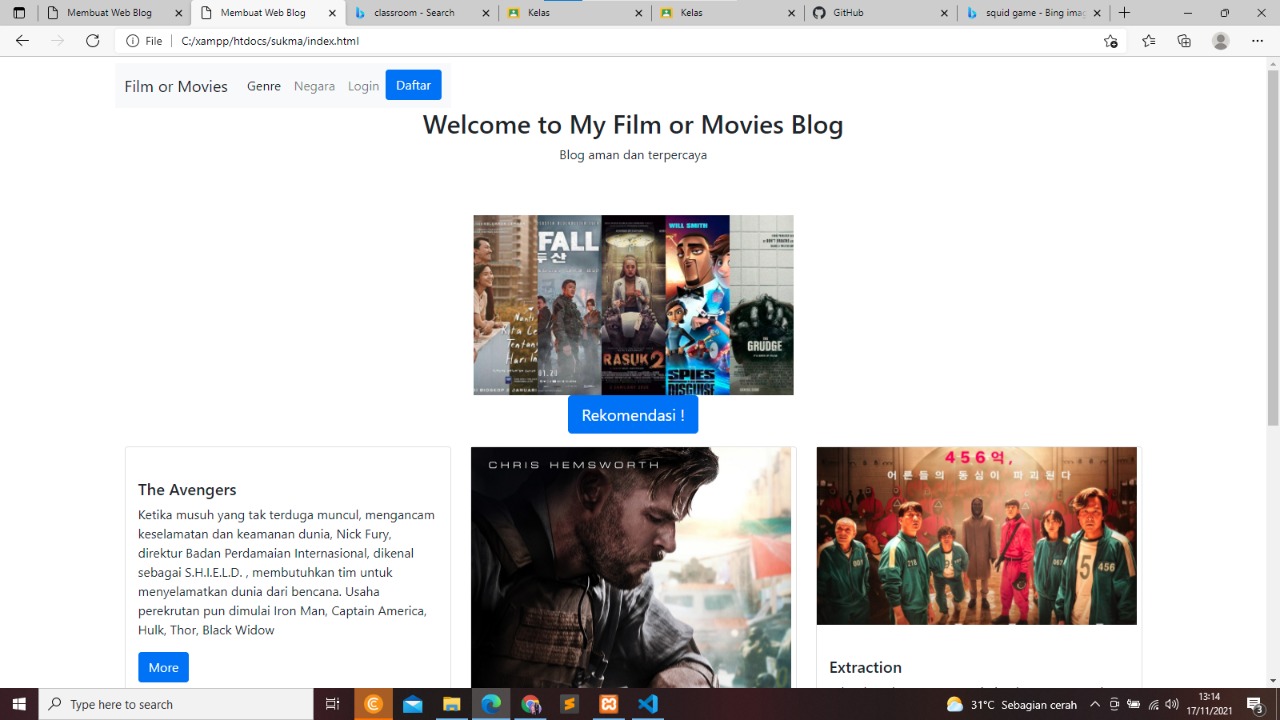 Membuat Web Blog
Membuat Web Blog
classroom - Search
Kelas
Kelas
GitHub
squid game - Bing imag
File
C:/xampp/htdocs/sukma/index.html
Film or Movies
Genre
Negara
Login
Daftar
Welcome to My Film or Movies Blog
Blog aman dan terpercaya
FALL
두산
RASUK 2
WILL SMITH
SPIES
DISGUISE
GRUDGE
Rekomendasi !
The Avengers
Ketika musuh yang tak terduga muncul, mengancam
keselamatan dan keamanan dunia, Nick Fury,
direktur Badan Perdamaian Internasional, dikenal
sebagai S.H.I.E.L.D. , membutuhkan tim untuk
menyelamatkan dunia dari bencana. Usaha
perekrutan pun dimulai Iron Man, Captain America,
Hulk, Thor, Black Widow
More
CHRIS HEMSWORTH
456억,
어른들의 동심이 파괴된다
001
218
067
456
Extraction
Type here to search
31°C Sebagian cerah
13:14
17/11/2021